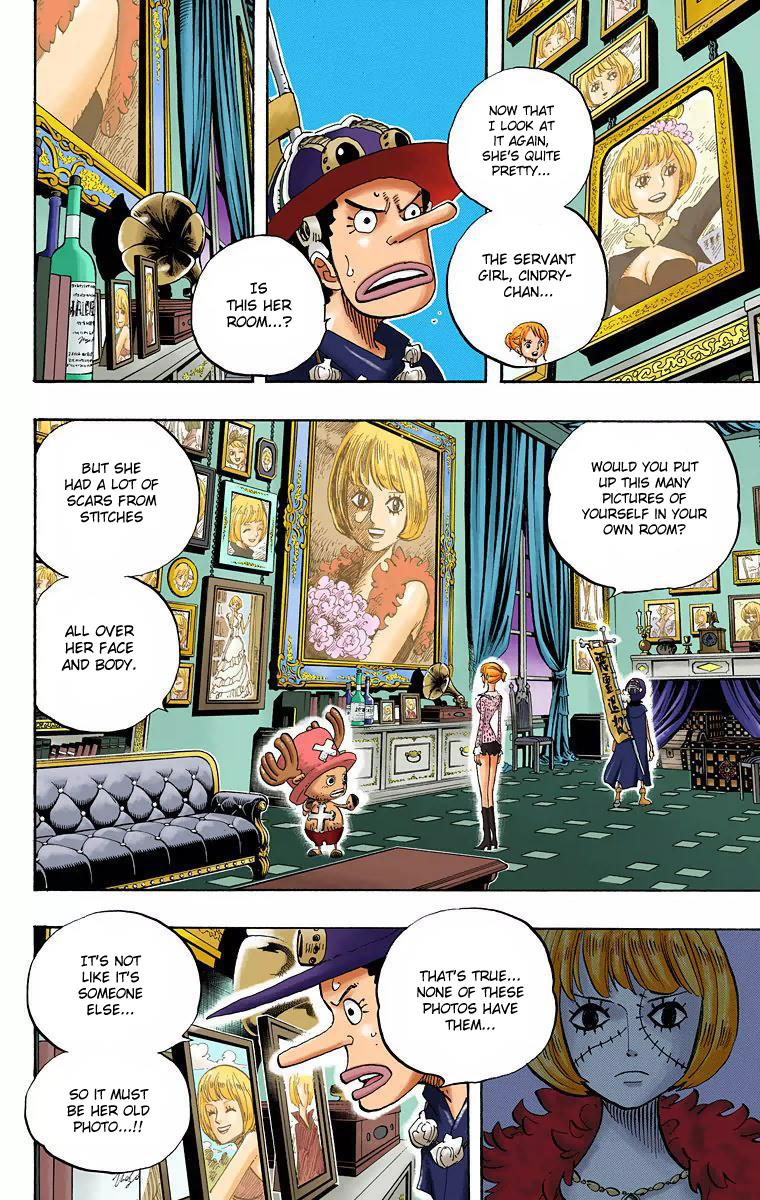 NOW THAT
I LOOK AT
IT AGAIN,
SHE'S QUITE
PRETTY...
THE SERVANT
GIRL, CINDRY-
CHAN...
IS
THIS HER
ROOM...?
BUT SHE
HAD A LOT OF
SCARS FROM
STITCHES
ALL OVER
HER FACE
AND BODY.
WOULD YOU PUT
UP THIS MANY
PICTURES OF
YOURSELF IN YOUR
OWN ROOM?
IT'S NOT
LIKE IT'S
SOMEONE
ELSE...
SO IT MUST
BE HER OLD
PHOTO...!!
THAT'S TRUE...
NONE OF THESE
PHOTOS HAVE
THEM...